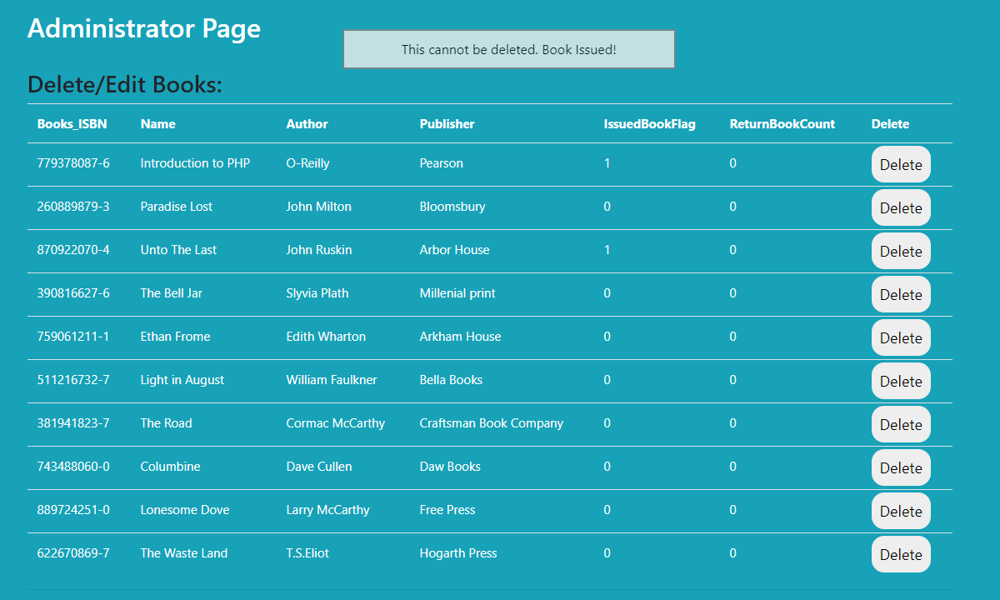 Administrator Page
This cannot be deleted. Book Issued!
Delete/Edit Books:
Books_ISBN Name Author Publisher IssuedBookFlag ReturnBookCount Delete
779378087-6 Introduction to PHP O-Reilly Pearson 1 0 Delete
260889879-3 Paradise Lost John Milton Bloomsbury 0 0 Delete
870922070-4 Unto The Last John Ruskin Arbor House 1 0 Delete
390816627-6 The Bell Jar Slyvia Plath Millenial print 0 0 Delete
759061211-1 Ethan Frome Edith Wharton Arkham House 0 0 Delete
511216732-7 Light in August William Faulkner Bella Books 0 0 Delete
381941823-7 The Road Cormac McCarthy Craftsman Book Company 0 0 Delete
743488060-0 Columbine Dave Cullen Daw Books 0 0 Delete
889724251-0 Lonesome Dove Larry McCarthy Free Press 0 0 Delete
622670869-7 The Waste Land T.S.Eliot Hogarth Press 0 0 Delete